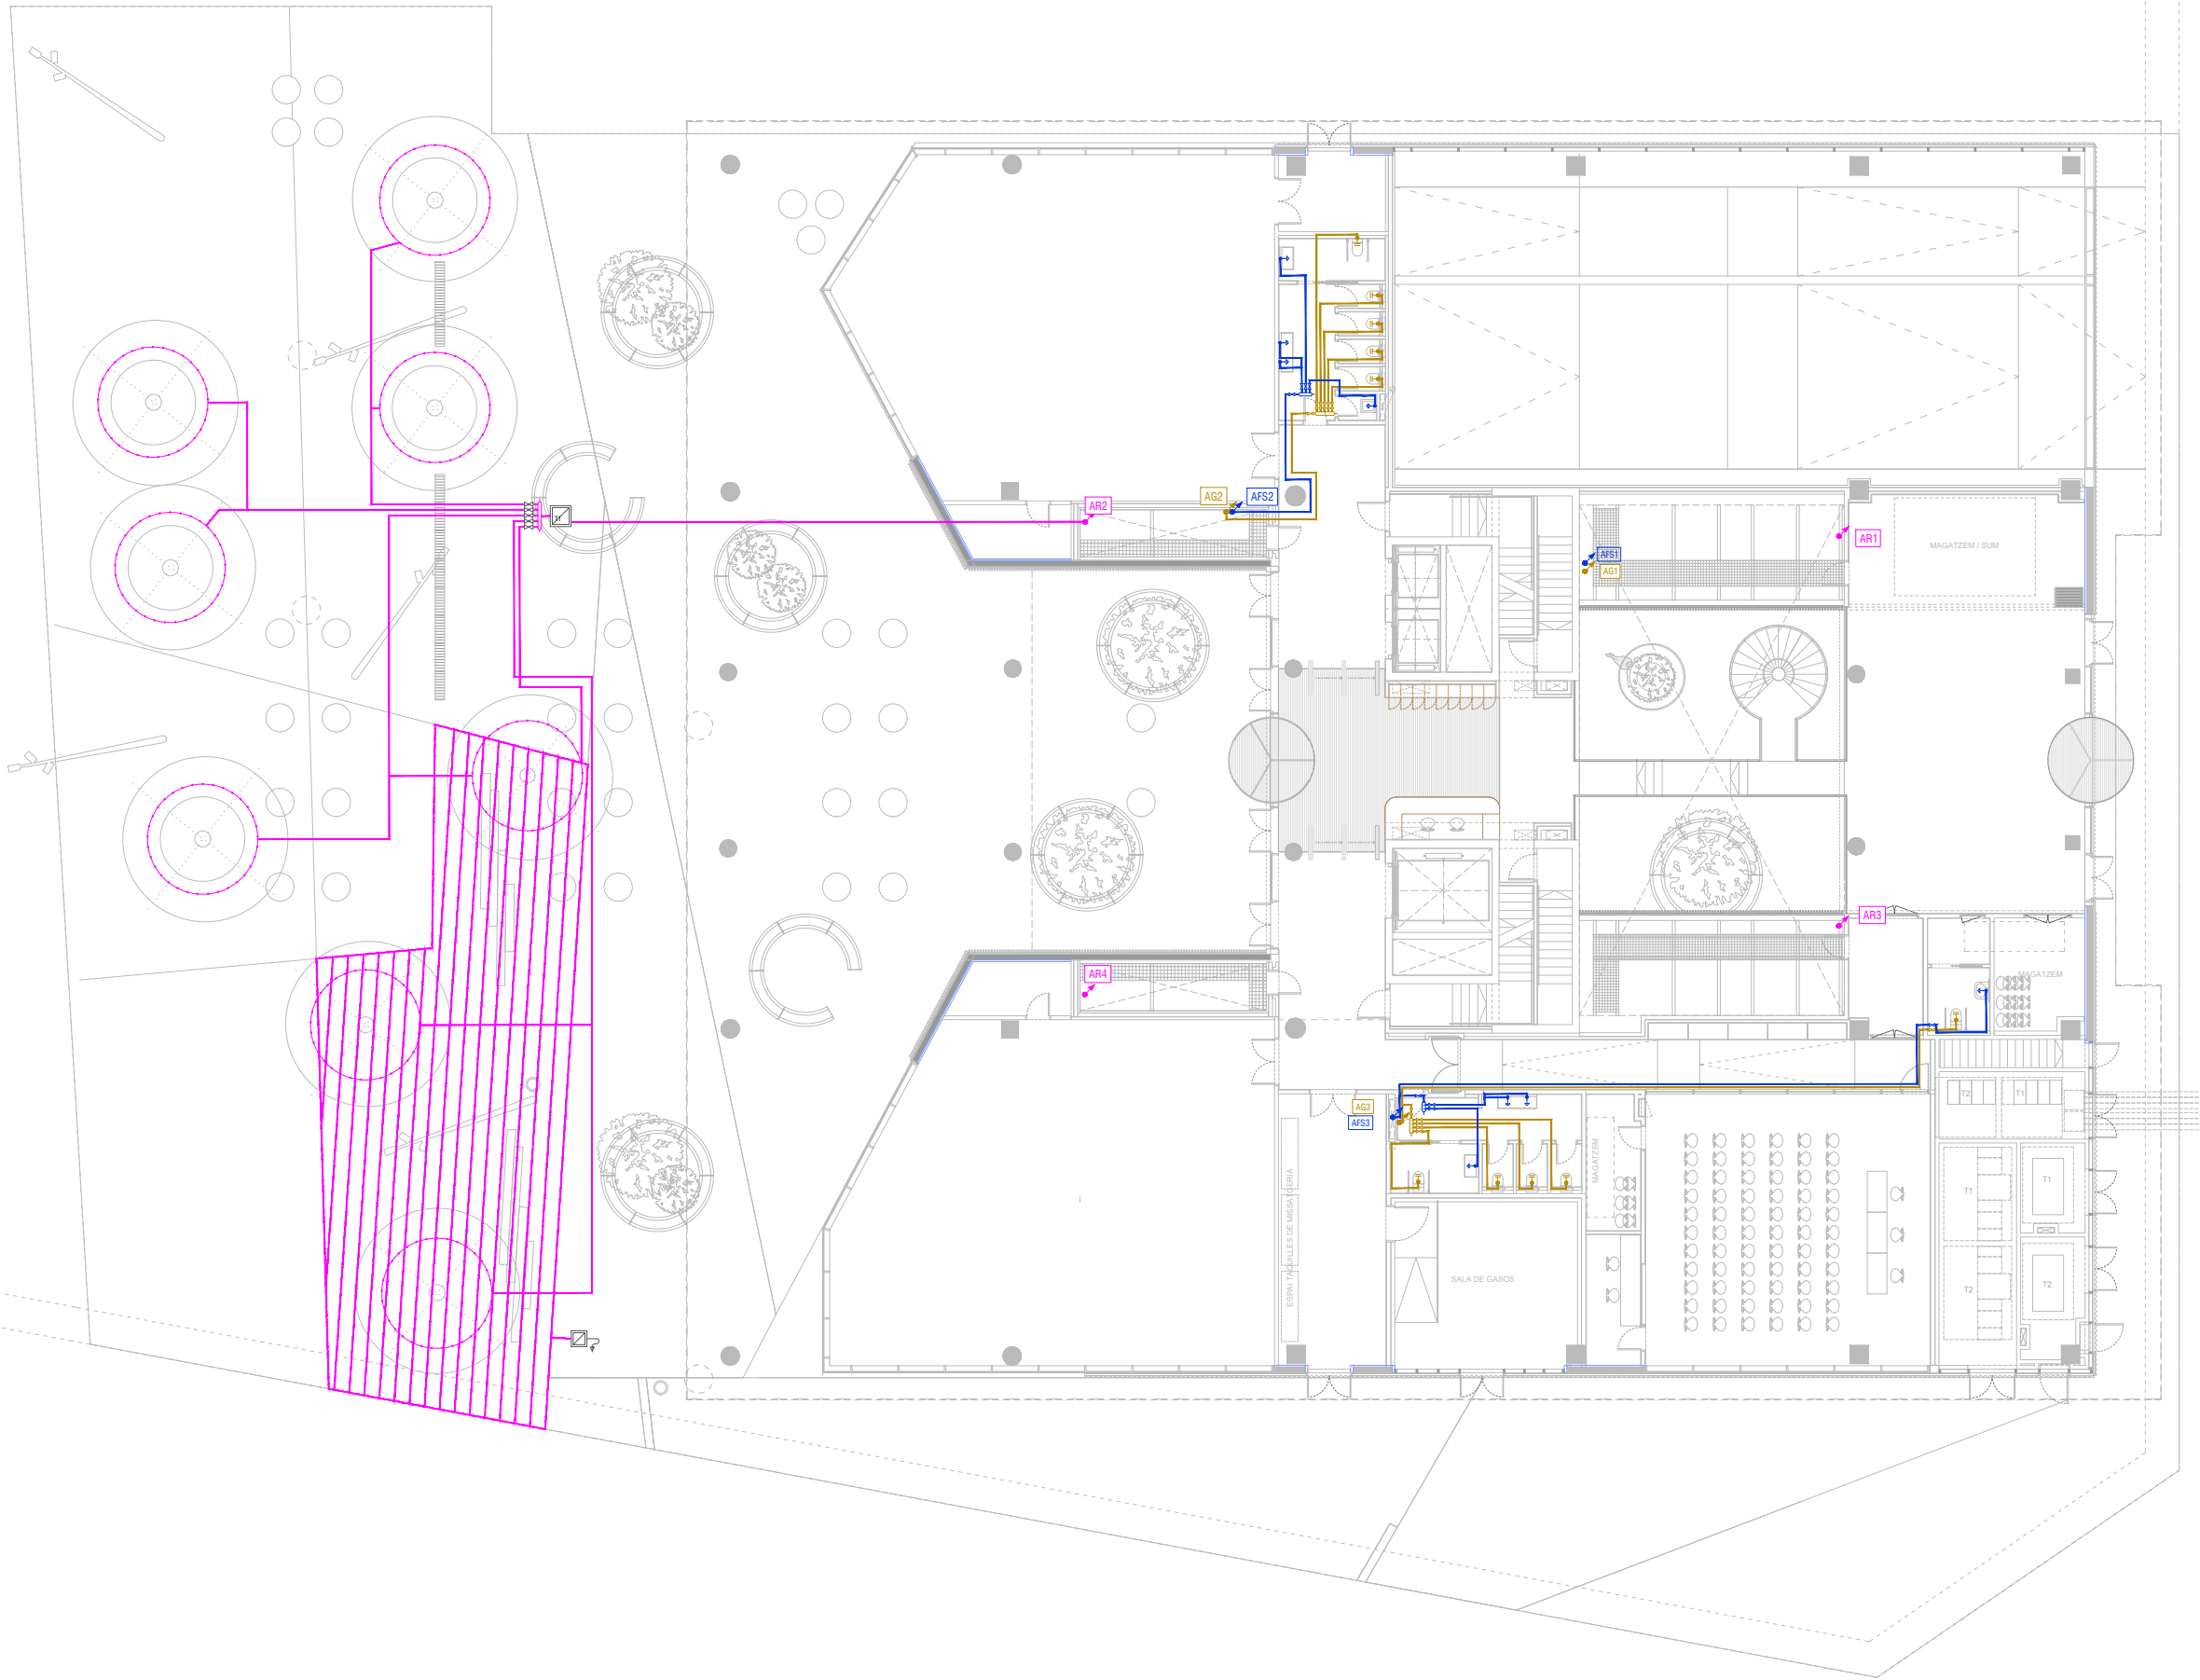 AR2
AG2
AFS2
AFS1
AG1
AR1
MAGATZEM / SUM
AR3
AR4
MAGATZEM
AG3
AFS3
MAGATZEM
ESPAI TAQUILLES DE MISSATGERIA
SALA DE GASOS
T2
T1
T1
T1
T2
T2